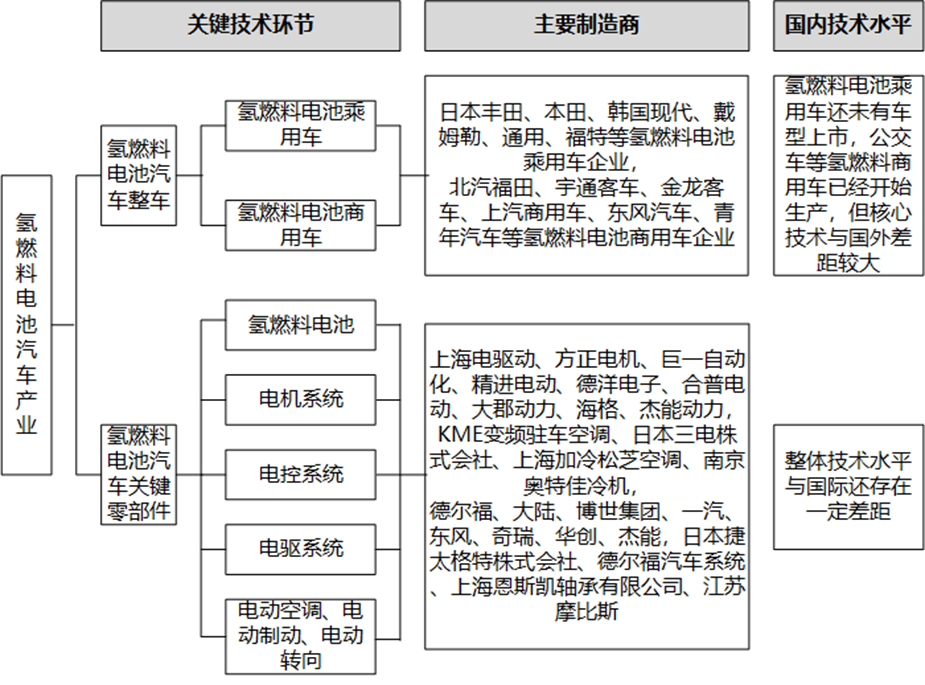 关键技术环节
主要制造商
国内技术水平
氢
燃
料
电
池
汽
车
产
业
氢燃料
电池汽
车整车
氢燃料电池乘
用车
氢燃料电池商
用车
日本丰田、本田、韩国现代、戴
姆勒、通用、福特等氢燃料电池
乘用车企业，
北汽福田、宇通客车、金龙客
车、上汽商用车、东风汽车、青
年汽车等氢燃料电池商用车企业
氢燃料电池乘
用车还未有车
型上市，公交
车等氢燃料商
用车已经开始
生产，但核心
技术与国外差
距较大
氢燃料
电池汽
车关键
零部件
氢燃料电池
电机系统
电控系统
电驱系统
电动空调、电
动制动、电动
转向
上海电驱动、方正电机、巨一自动
化、精进电动、德洋电子、合普电
动、大郡动力、海格、杰能动力，
KME变频驻车空调、日本三电株
式会社、上海加冷松芝空调、南京
奥特佳冷机，
德尔福、大陆、博世集团、一汽、
东风、奇瑞、华创、杰能，日本捷
太格特株式会社、德尔福汽车系统
、上海恩斯凯轴承有限公司、江苏
摩比斯
整体技术水平
与国际还存在
一定差距